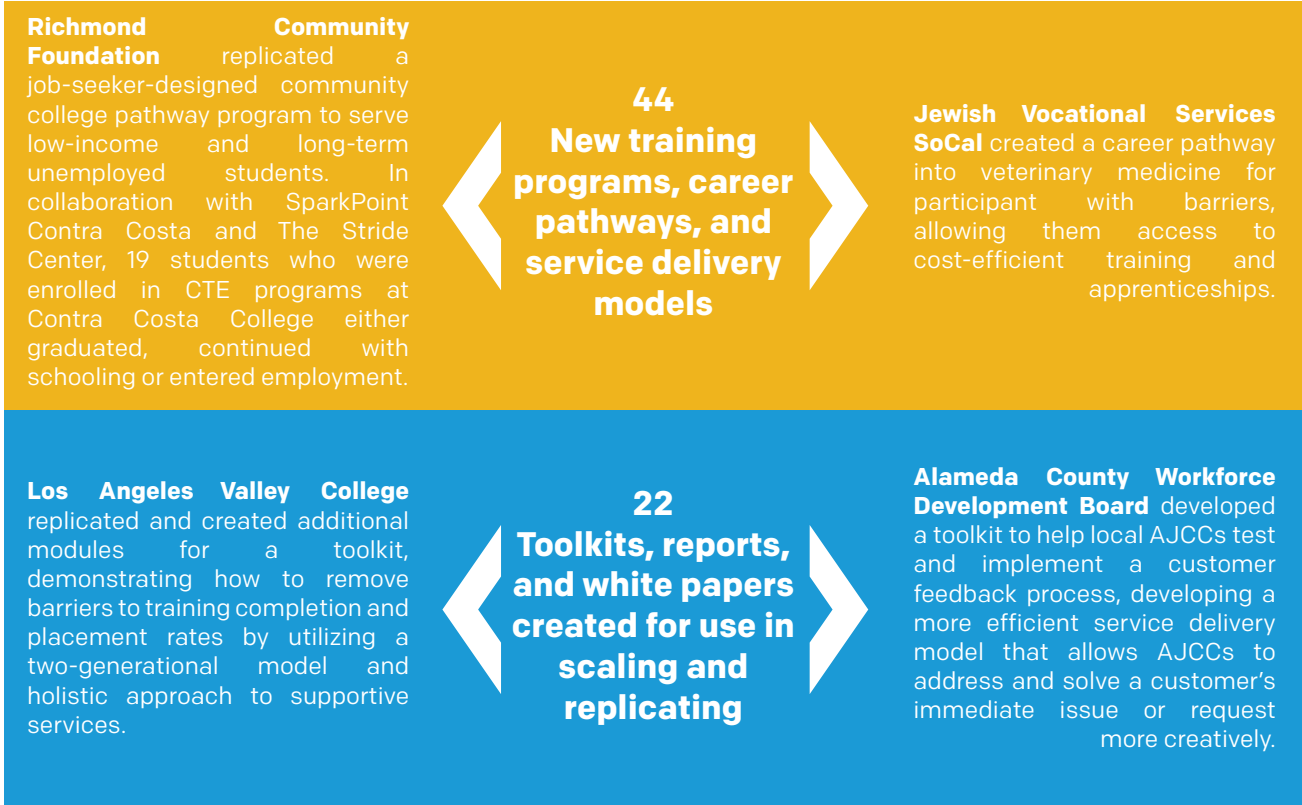 Richmond Community
Foundation replicated a
job-seeker-designed community
college pathway program to serve
low-income and long-term
unemployed students. In
collaboration with SparkPoint
Contra Costa and The Stride
Center, 19 students who were
enrolled in CTE programs at
Contra Costa College either
graduated, continued with
schooling or entered employment.
44
New training
programs, career
pathways, and
service delivery
models
Jewish Vocational Services
SoCal created a career pathway
into veterinary medicine for
participant with barriers,
allowing them access to
cost-efficient training and
apprenticeships.
Los Angeles Valley College
replicated and created additional
modules for a toolkit,
demonstrating how to remove
barriers to training completion and
placement rates by utilizing a
two-generational model and
holistic approach to supportive
services.
22
Toolkits, reports,
and white papers
created for use in
scaling and
replicating
Alameda County Workforce
Development Board developed
a toolkit to help local AJCCs test
and implement a customer
feedback process, developing a
more efficient service delivery
model that allows AJCCs to
address and solve a customer's
immediate issue or request
more creatively.